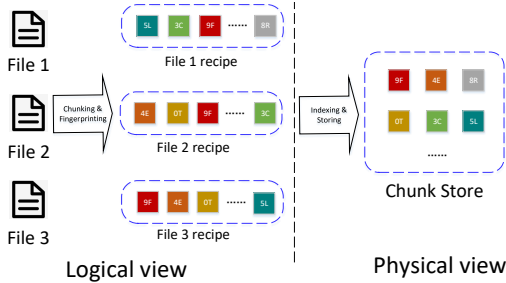 5L 3C 9F ...... 8R
File 1
File 1 recipe
Chunking &
Fingerprinting
4E 0T 9F ...... 3C
File 2
File 2 recipe
9F 4E 0T ...... 5L
File 3
File 3 recipe
Logical view
Indexing &
Storing
9F 4E 8R
0T 3C 5L
......
Chunk Store
Physical view